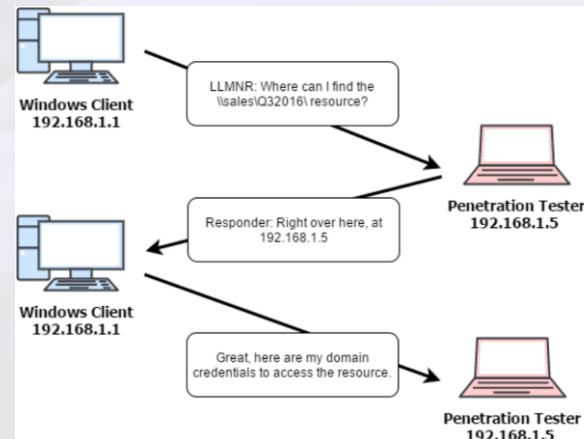 Windows Client
192.168.1.1
LLMNR: Where can I find the
\\sales\Q32016\ resource?
Penetration Tester
192.168.1.5
Responder: Right over here, at
192.168.1.5
Windows Client
192.168.1.1
Great, here are my domain
credentials to access the resource.
Penetration Tester
192.168.1.5